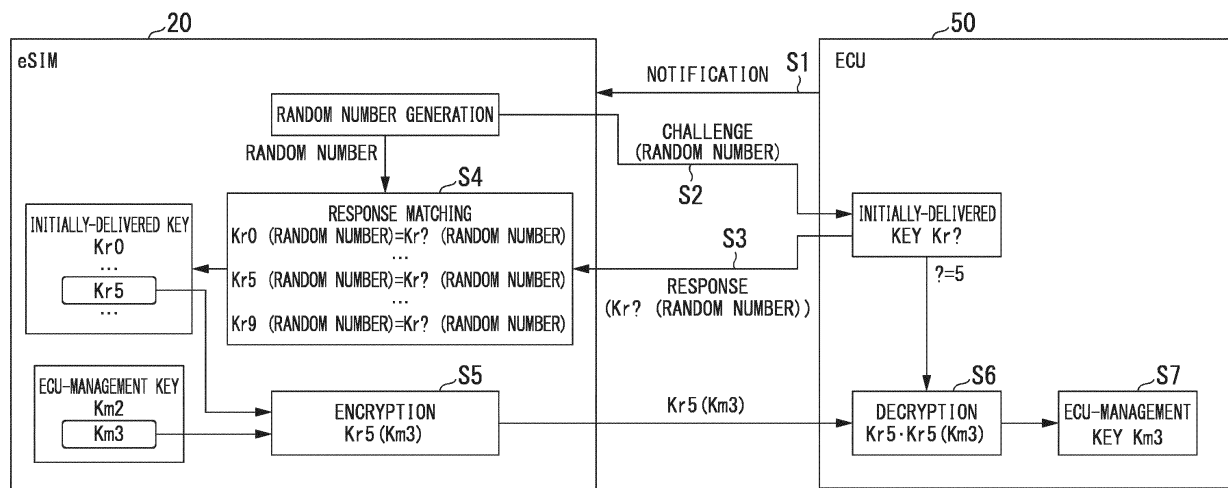 20
eSIM
RANDOM NUMBER GENERATION
RANDOM NUMBER
S4
RESPONSE MATCHING
Kr0 (RANDOM NUMBER)=Kr? (RANDOM NUMBER)
...
Kr5 (RANDOM NUMBER)=Kr? (RANDOM NUMBER)
...
Kr9 (RANDOM NUMBER)=Kr? (RANDOM NUMBER)
INITIALLY-DELIVERED KEY
Kr0
...
Kr5
...
ECU-MANAGEMENT KEY
Km2
Km3
S5
ENCRYPTION
Kr5(Km3)
NOTIFICATION
S1
CHALLENGE
(RANDOM NUMBER)
S2
S3
RESPONSE
(Kr? (RANDOM NUMBER))
Kr5(Km3)
50
ECU
INITIALLY-DELIVERED
KEY Kr?
?=5
S6
DECRYPTION
Kr5·Kr5(Km3)
S7
ECU-MANAGEMENT
KEY Km3